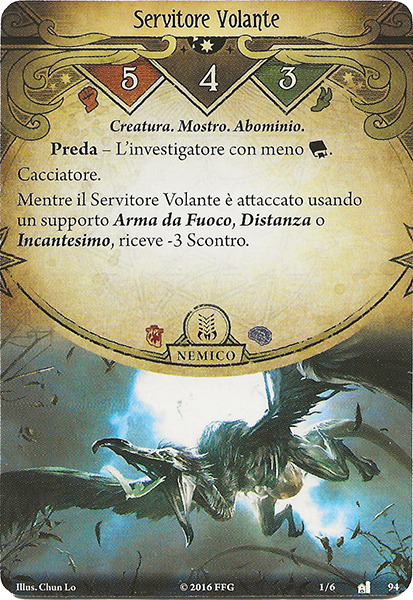 Servitore Volante
5 4 3
Creatura. Mostro. Abominio.
Preda – L'investigatore con meno .
Cacciatore.
Mentre il Servitore Volante è attaccato usando
un supporto Arma da Fuoco, Distanza o
Incantesimo, riceve -3 Scontro.
NEMICO
Illus. Chun Lo © 2016 FFG 1/6 94